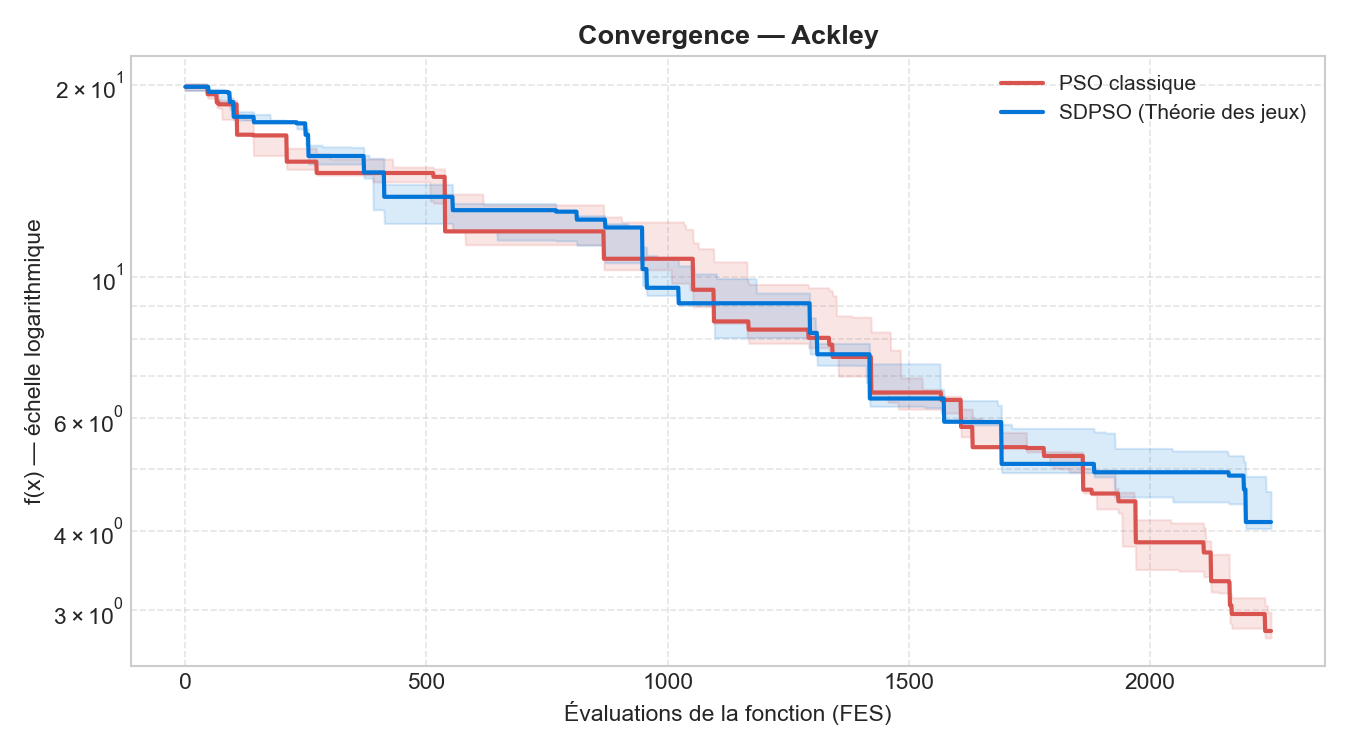 Convergence — Ackley
PSO classique
SDPSO (Théorie des jeux)
f(x) — échelle logarithmique
2 × 10¹
10¹
6 × 10⁰
4 × 10⁰
3 × 10⁰
0 500 1000 1500 2000
Évaluations de la fonction (FES)